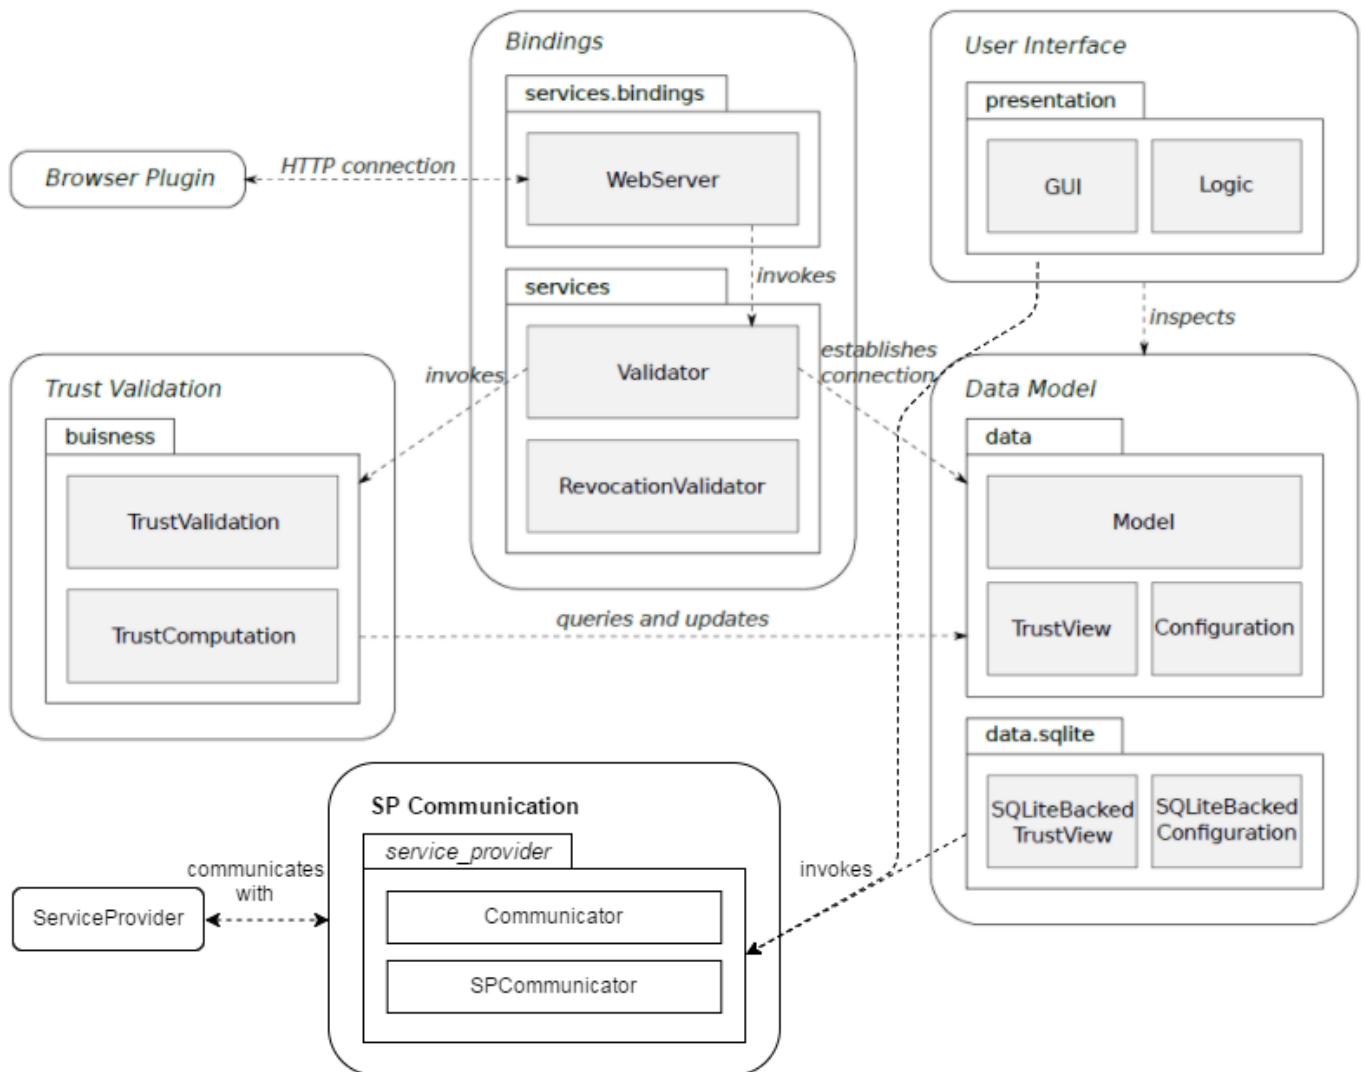 Bindings
services.bindings
WebServer
User Interface
presentation
GUI
Logic
Browser Plugin
HTTP connection
invokes
services
Validator
RevocationValidator
inspects
establishes
connection
invokes
Trust Validation
buisness
TrustValidation
TrustComputation
queries and updates
Data Model
data
Model
TrustView
Configuration
data.sqlite
SQLiteBacked
TrustView
SQLiteBacked
Configuration
SP Communication
service_provider
Communicator
SPCommunicator
invokes
communicates
with
ServiceProvider